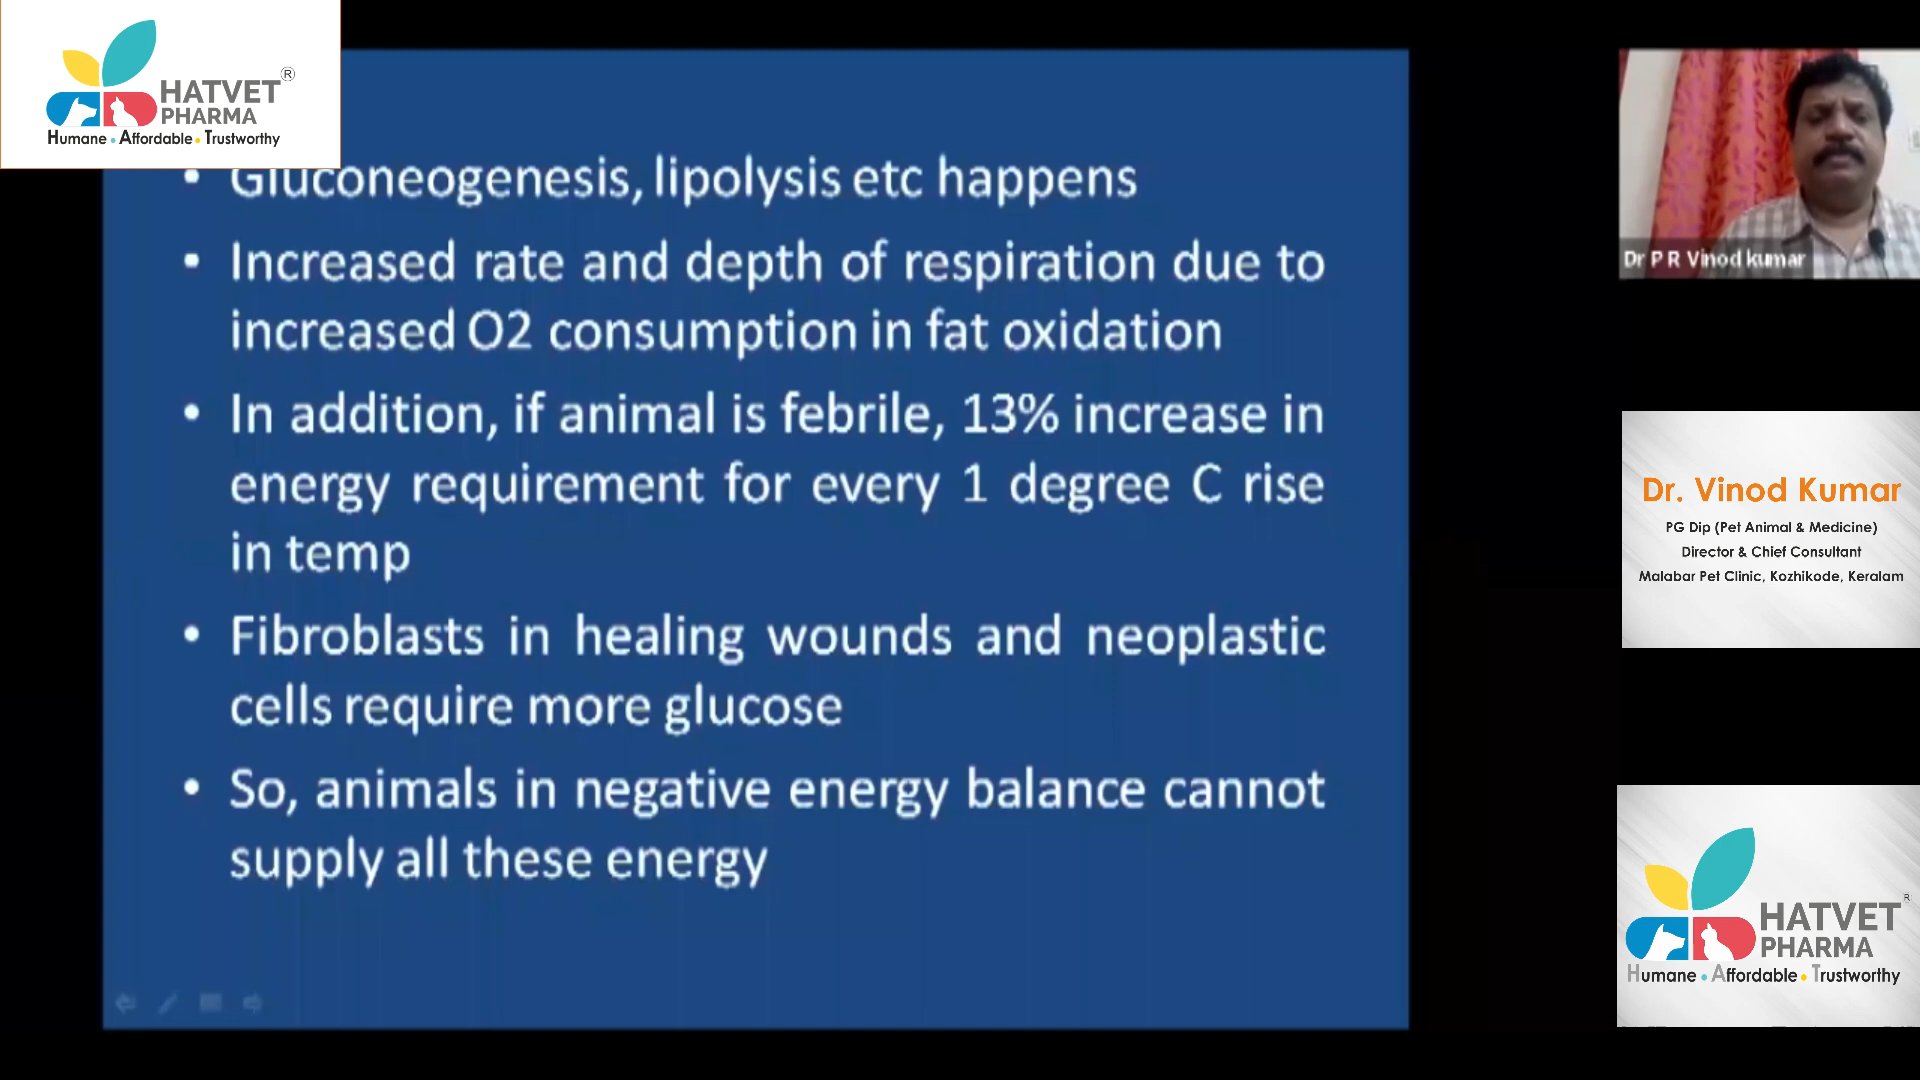 HATVET®
PHARMA
Humane • Affordable • Trustworthy
• Gluconeogenesis, lipolysis etc happens
• Increased rate and depth of respiration due to
increased O2 consumption in fat oxidation
• In addition, if animal is febrile, 13% increase in
energy requirement for every 1 degree C rise
in temp
• Fibroblasts in healing wounds and neoplastic
cells require more glucose
• So, animals in negative energy balance cannot
supply all these energy
Dr P R Vinod kumar
Dr. Vinod Kumar
PG Dip (Pet Animal & Medicine)
Director & Chief Consultant
Malabar Pet Clinic, Kozhikode, Keralam
HATVET®
PHARMA
Humane • Affordable • Trustworthy